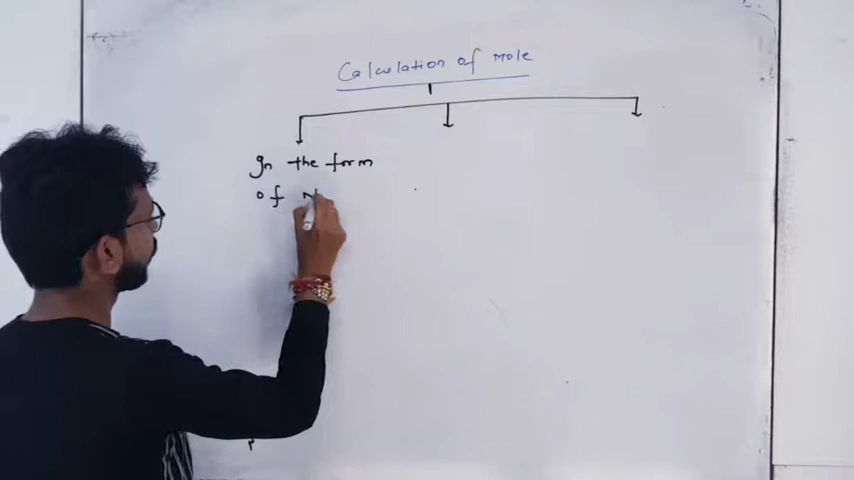 Calculation of Mole
In the form
of N